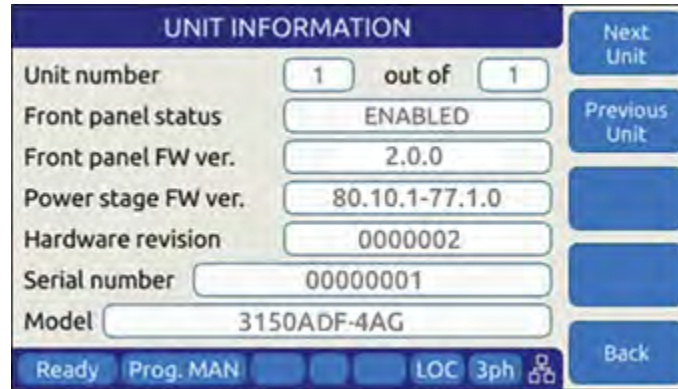 UNIT INFORMATION
Unit number 1 out of 1
Front panel status ENABLED
Front panel FW ver. 2.0.0
Power stage FW ver. 80.10.1-77.1.0
Hardware revision 0000002
Serial number 00000001
Model 3150ADF-4AG
Ready Prog. MAN LOC 3ph
Next
Unit
Previous
Unit
Back